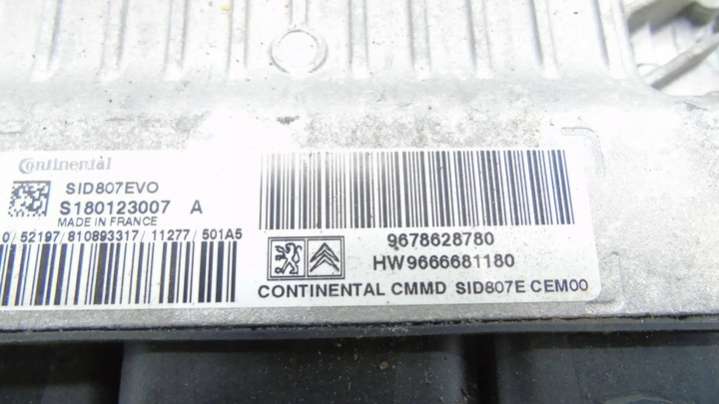 Continental
SID807EVO
S180123007 A
MADE IN FRANCE
0/52197/810893317/11277/501A5
9678628780
HW9666681180
CONTINENTAL CMMD SID807E CEM00